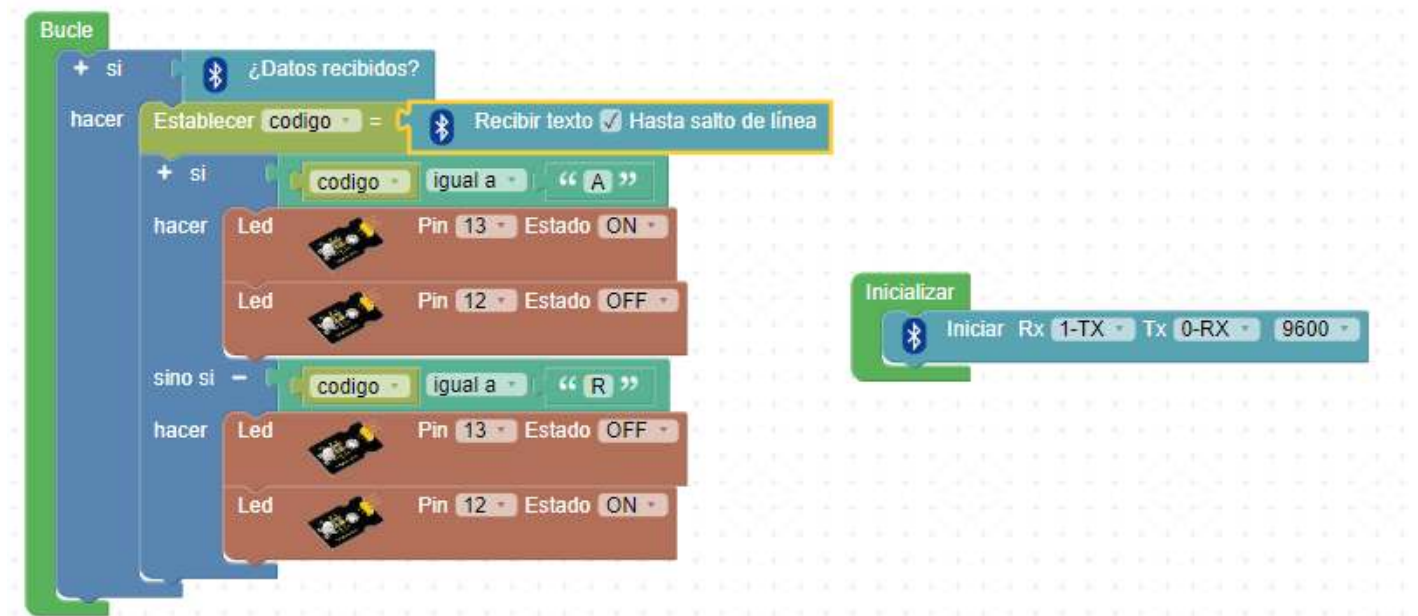 Bucle
+ si ¿Datos recibidos?
hacer Establecer codigo = Recibir texto Hasta salto de línea
+ si codigo igual a “ A ”
hacer Led Pin 13 Estado ON
Led Pin 12 Estado OFF
sino si - codigo igual a “ R ”
hacer Led Pin 13 Estado OFF
Led Pin 12 Estado ON
Inicializar
Iniciar Rx 1-TX Tx 0-RX 9600